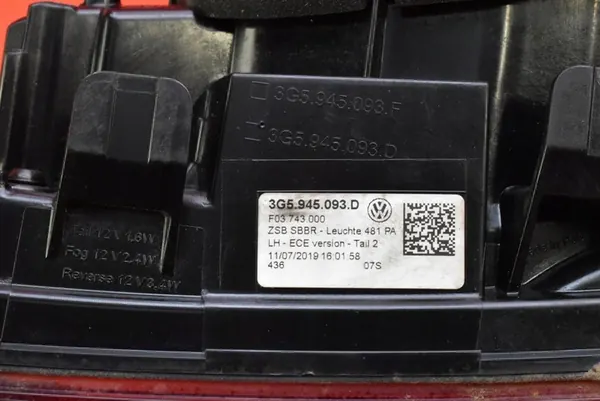 3G5.945.093.F
3G5.945.093.D
3G5.945.093.D
F03 743 000
ZSB SBBR - Leuchte 481 PA
LH - ECE version - Tail 2
11/07/2019 16:01:58
436 07S
12V 1,8W
Fog 12V 2,4W
Reverse 12V 3,4W